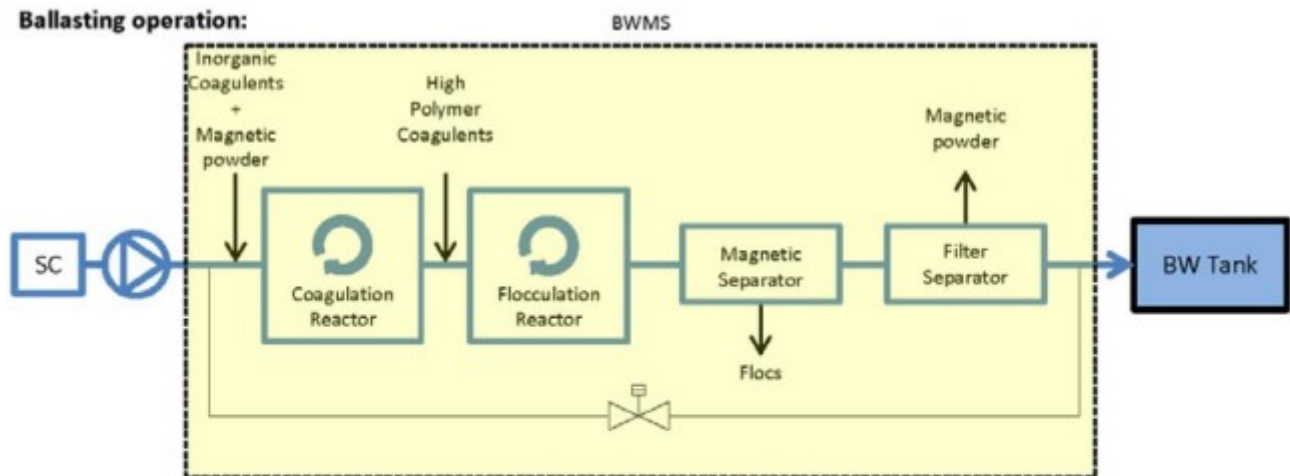 Ballasting operation:
BWMS
Inorganic
Coagulents
+
Magnetic
powder
High
Polymer
Coagulents
Magnetic
powder
SC
Coagulation
Reactor
Flocculation
Reactor
Magnetic
Separator
Filter
Separator
BW Tank
Flocs